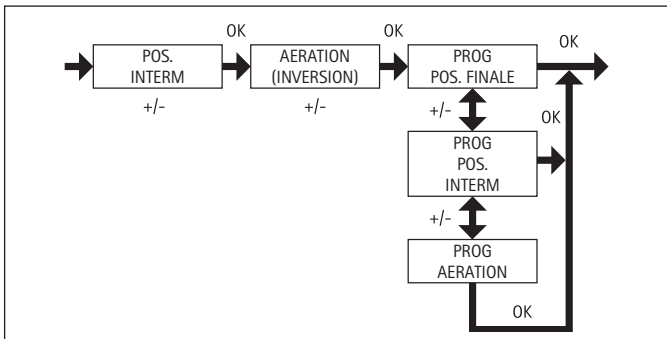 OK
OK
OK
POS.
INTERM
AERATION
(INVERSION)
PROG
POS. FINALE
+/-
+/-
+/-
OK
PROG
POS.
INTERM
+/-
PROG
AERATION
OK